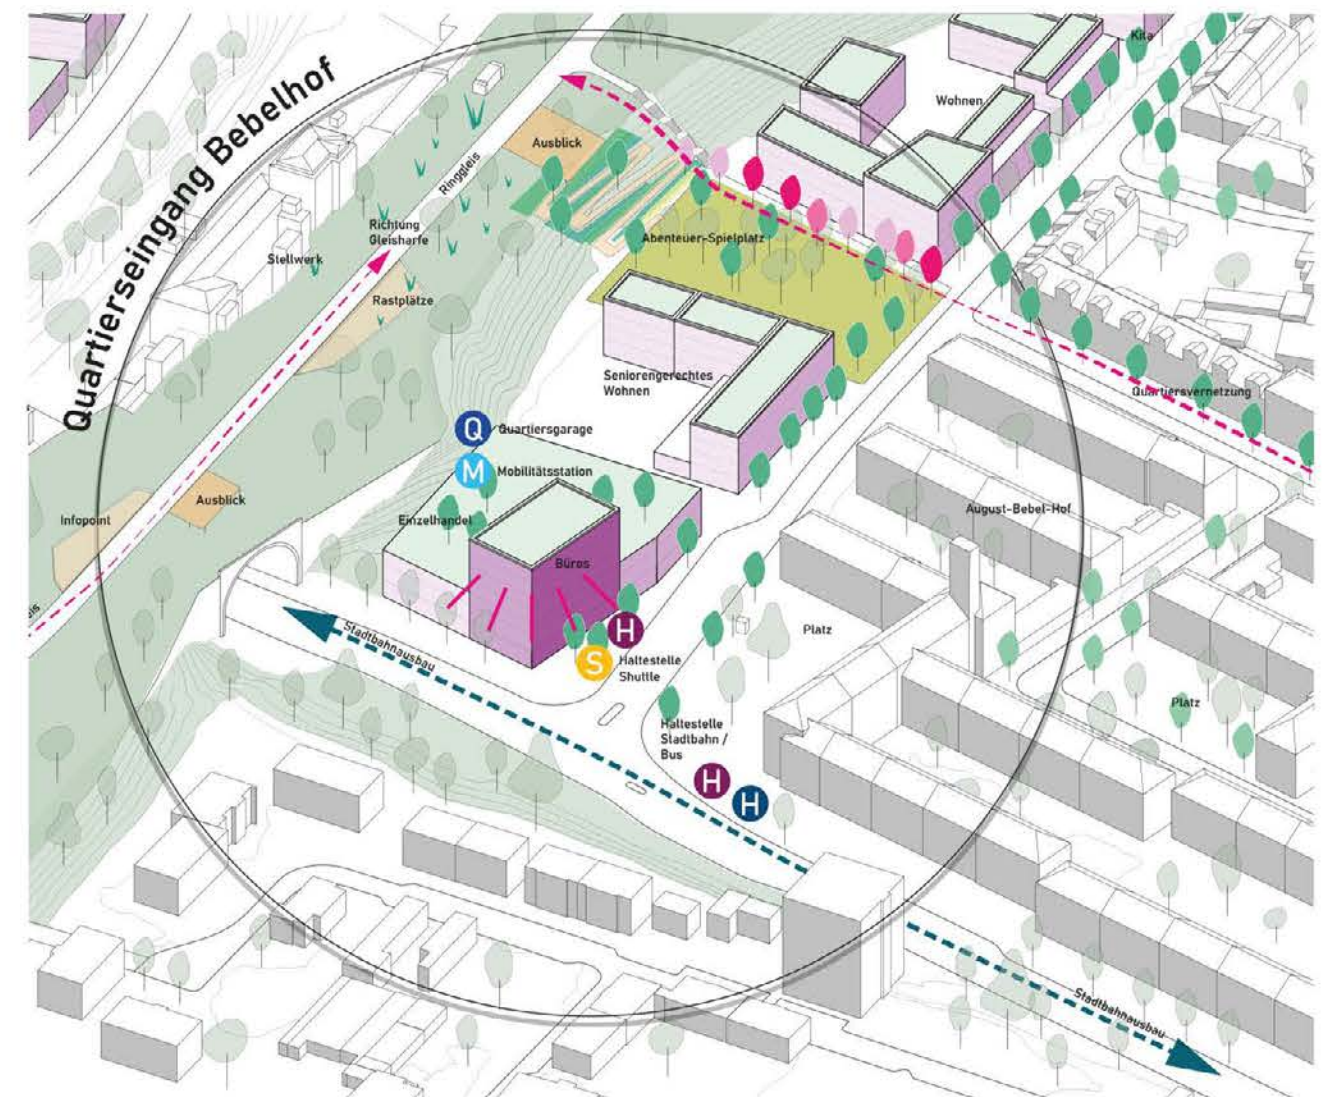 Quartierseingang Bebelhof
Kita
Wohnen
Ausblick
Ringgleis
Richtung
Gleisharfe
Abenteuer-Spielplatz
Stellwerk
Rastplätze
Seniorengerechtes
Wohnen
Quartiersvernetzung
Q
Quartiersgarage
M
Mobilitätsstation
Ausblick
Infopoint
Einzelhandel
August-Bebel-Hof
Büros
Stadtbahnausbau
H
S
Haltestelle
Shuttle
Platz
Platz
Haltestelle
Stadtbahn /
Bus
H
H
Stadtbahnausbau